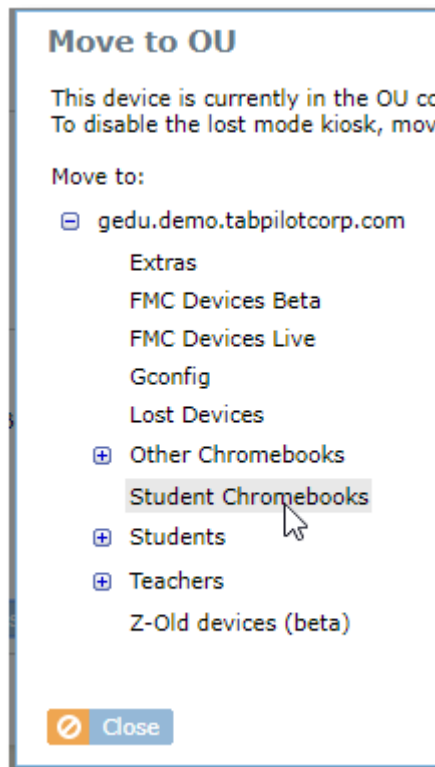 Move to OU
This device is currently in the OU
To disable the lost mode kiosk,
Move to:
gedu.demo.tabpilotcorp.com
Extras
FMC Devices Beta
FMC Devices Live
Gconfig
Lost Devices
Other Chromebooks
Student Chromebooks
Students
Teachers
Z-Old devices (beta)
Close